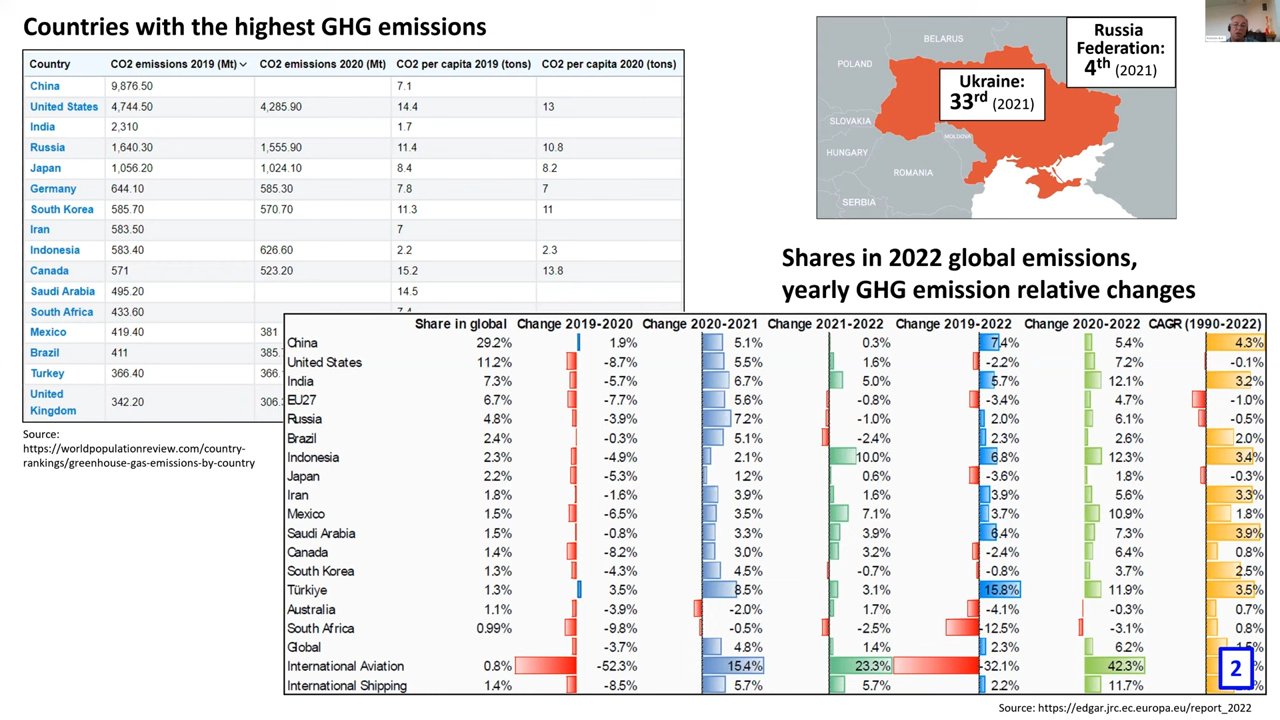 Countries with the highest GHG emissions
Country CO2 emissions 2019 (Mt) CO2 emissions 2020 (Mt) CO2 per capita 2019 (tons) CO2 per capita 2020 (tons)
China 9,876.50 7.1
United States 4,744.50 4,285.90 14.4 13
India 2,310 1.7
Russia 1,640.30 1,555.90 11.4 10.8
Japan 1,056.20 1,024.10 8.4 8.2
Germany 644.10 585.30 7.8 7
South Korea 585.70 570.70 11.3 11
Iran 583.50 7
Indonesia 583.40 626.60 2.2 2.3
Canada 571 523.20 15.2 13.8
Saudi Arabia 495.20 14.5
South Africa 433.60
Mexico 419.40 381
Brazil 411 385.
Turkey 366.40 366.
United
Kingdom 342.20 306.
Source:
https://worldpopulationreview.com/country-
rankings/greenhouse-gas-emissions-by-country
BELARUS
POLAND
SLOVAKIA
HUNGARY
MOLDOVA
ROMANIA
SERBIA
Ukraine:
33rd (2021)
Russia
Federation:
4th (2021)
Shares in 2022 global emissions,
yearly GHG emission relative changes
Share in global Change 2019-2020 Change 2020-2021 Change 2021-2022 Change 2019-2022 Change 2020-2022 CAGR (1990-2022)
China 29.2% 1.9% 5.1% 0.3% 7.4% 5.4% 4.3%
United States 11.2% -8.7% 5.5% 1.6% -2.2% 7.2% -0.1%
India 7.3% -5.7% 6.7% 5.0% 5.7% 12.1% 3.2%
EU27 6.7% -7.7% 5.6% -0.8% -3.4% 4.7% -1.0%
Russia 4.8% -3.9% 7.2% -1.0% 2.0% 6.1% -0.5%
Brazil 2.4% -0.3% 5.1% -2.4% 2.3% 2.6% 2.0%
Indonesia 2.3% -4.9% 2.1% 10.0% 6.8% 12.3% 3.4%
Japan 2.2% -5.3% 1.2% 0.6% -3.6% 1.8% -0.3%
Iran 1.8% -1.6% 3.9% 1.6% 3.9% 5.6% 3.3%
Mexico 1.5% -6.5% 3.5% 7.1% 3.7% 10.9% 1.8%
Saudi Arabia 1.5% -0.8% 3.3% 3.9% 6.4% 7.3% 3.9%
Canada 1.4% -8.2% 3.0% 3.2% -2.4% 6.4% 0.8%
South Korea 1.3% -4.3% 4.5% -0.7% -0.8% 3.7% 2.5%
Türkiye 1.3% 3.5% 8.5% 3.1% 15.8% 11.9% 3.5%
Australia 1.1% -3.9% -2.0% 1.7% -4.1% -0.3% 0.7%
South Africa 0.99% -9.8% -0.5% -2.5% -12.5% -3.1% 0.8%
Global -3.7% 4.8% 1.4% 2.3% 6.2%
International Aviation 0.8% -52.3% 15.4% 23.3% -32.1% 42.3%
International Shipping 1.4% -8.5% 5.7% 5.7% 2.2% 11.7%
2
Source: https://edgar.jrc.ec.europa.eu/report_2022